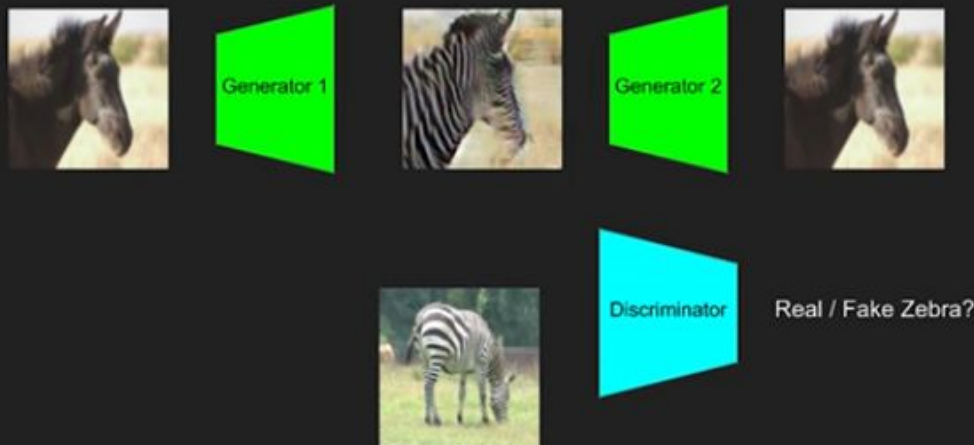 Generator 1
Generator 2
Discriminator
Real / Fake Zebra?